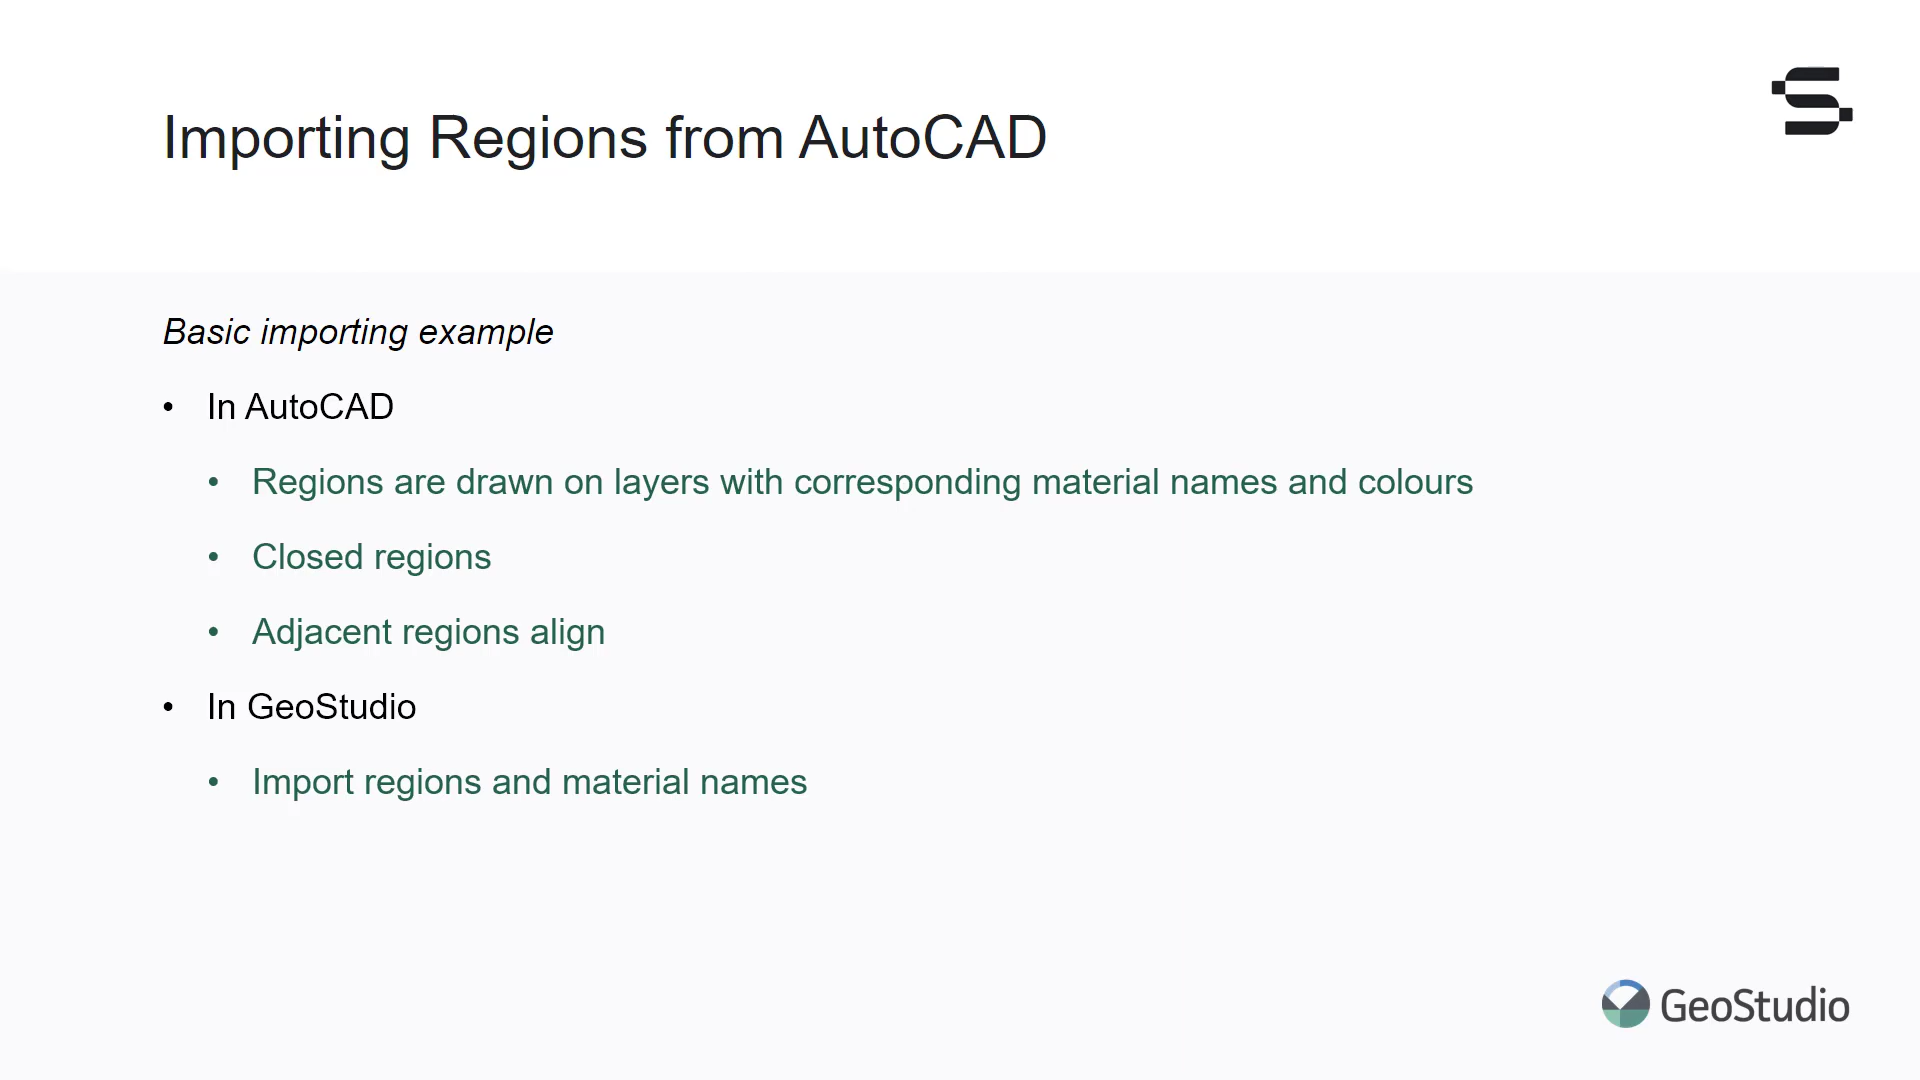 Importing Regions from AutoCAD
Basic importing example
• In AutoCAD
• Regions are drawn on layers with corresponding material names and colours
• Closed regions
• Adjacent regions align
• In GeoStudio
• Import regions and material names
GeoStudio